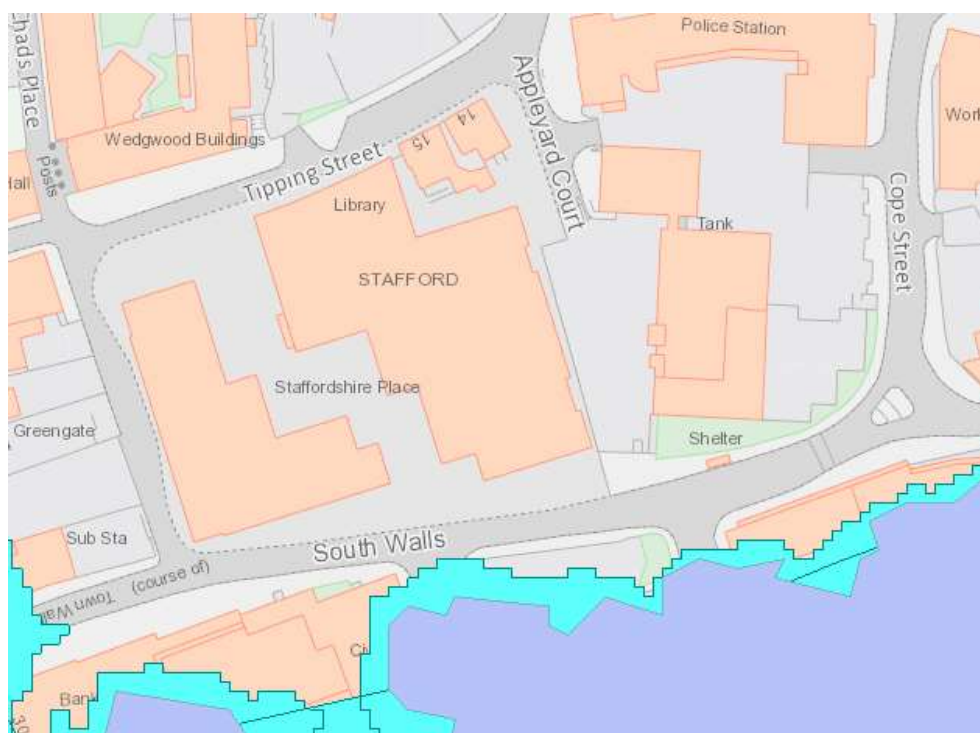 Chads Place
Police Station
Appleyard Court
Wedgwood Buildings
15
14
Tipping Street
Posts
Library
Cope Street
Tank
STAFFORD
Staffordshire Place
Greengate
Shelter
Sub Sta
South Walls
(course of)
Town Wall
Bank
30